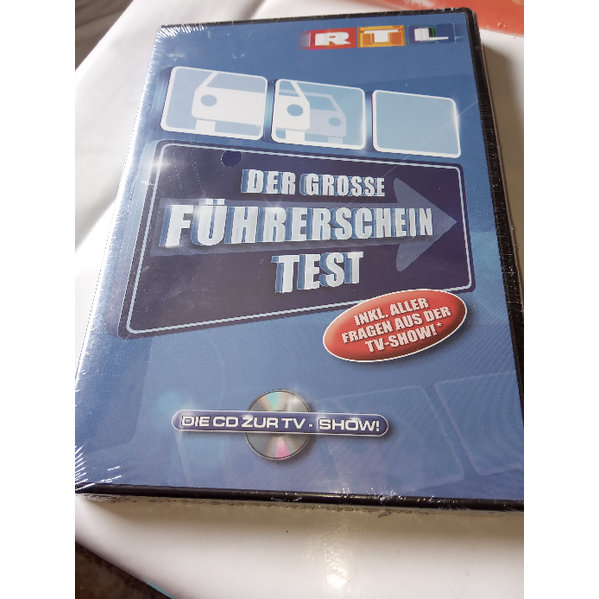 RTL
DER GROSSE
FÜHRERSCHEIN
TEST
INKL. ALLER
FRAGEN AUS DER
TV-SHOW!*
DIE CD ZUR TV - SHOW!